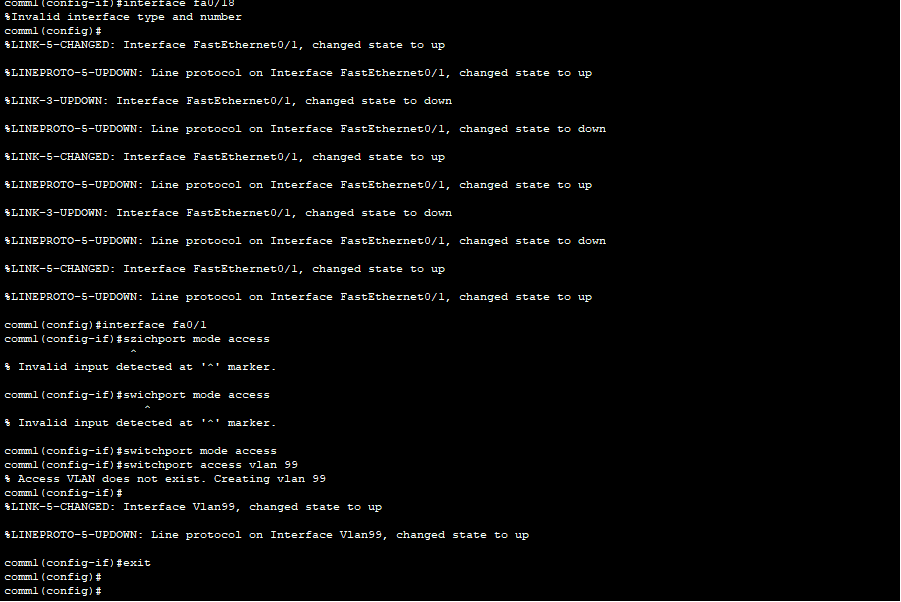 comm1(config-if)#interface fa0/18
%Invalid interface type and number
comm1(config)#
%LINK-5-CHANGED: Interface FastEthernet0/1, changed state to up
%LINEPROTO-5-UPDOWN: Line protocol on Interface FastEthernet0/1, changed state to up
%LINK-3-UPDOWN: Interface FastEthernet0/1, changed state to down
%LINEPROTO-5-UPDOWN: Line protocol on Interface FastEthernet0/1, changed state to down
%LINK-5-CHANGED: Interface FastEthernet0/1, changed state to up
%LINEPROTO-5-UPDOWN: Line protocol on Interface FastEthernet0/1, changed state to up
%LINK-3-UPDOWN: Interface FastEthernet0/1, changed state to down
%LINEPROTO-5-UPDOWN: Line protocol on Interface FastEthernet0/1, changed state to down
%LINK-5-CHANGED: Interface FastEthernet0/1, changed state to up
%LINEPROTO-5-UPDOWN: Line protocol on Interface FastEthernet0/1, changed state to up
comm1(config)#interface fa0/1
comm1(config-if)#szichport mode access
^
% Invalid input detected at '^' marker.
comm1(config-if)#swichport mode access
^
% Invalid input detected at '^' marker.
comm1(config-if)#switchport mode access
comm1(config-if)#switchport access vlan 99
% Access VLAN does not exist. Creating vlan 99
comm1(config-if)#
%LINK-5-CHANGED: Interface Vlan99, changed state to up
%LINEPROTO-5-UPDOWN: Line protocol on Interface Vlan99, changed state to up
comm1(config-if)#exit
comm1(config)#
comm1(config)#